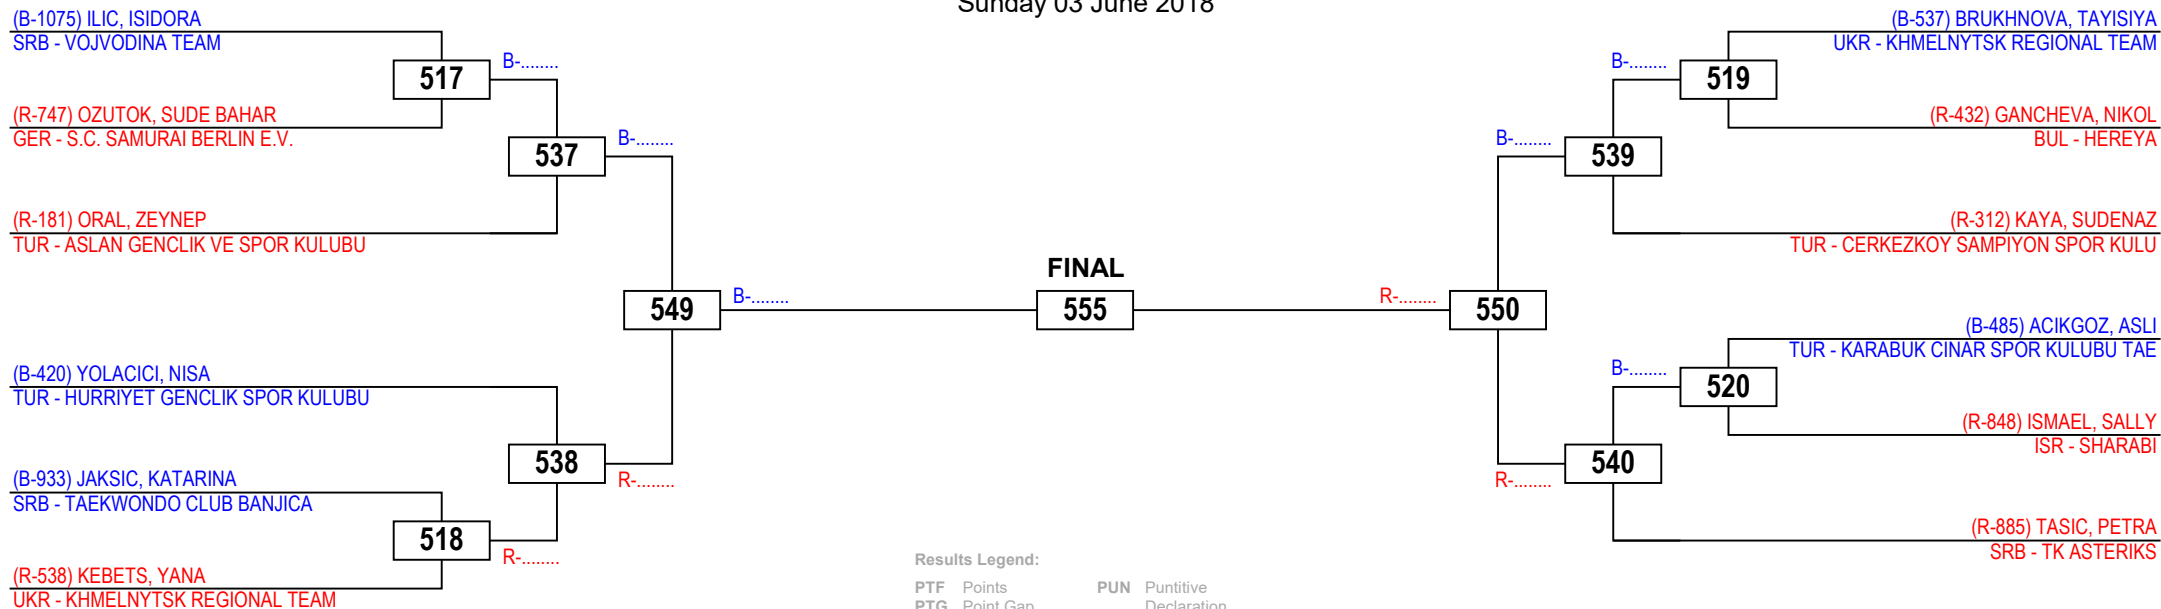 Sunday 03 June 2018
(B-1075) ILIC, ISIDORA
SRB - VOJVODINA TEAM
517
B-........
(R-747) OZUTOK, SUDE BAHAR
GER - S.C. SAMURAI BERLIN E.V.
537
B-........
(R-181) ORAL, ZEYNEP
TUR - ASLAN GENCLIK VE SPOR KULUBU
549
B-........
(B-420) YOLACICI, NISA
TUR - HURRIYET GENCLIK SPOR KULUBU
538
R-........
(B-933) JAKSIC, KATARINA
SRB - TAEKWONDO CLUB BANJICA
518
R-........
(R-538) KEBETS, YANA
UKR - KHMELNYTSK REGIONAL TEAM
FINAL
555
(B-537) BRUKHNOVA, TAYISIYA
UKR - KHMELNYTSK REGIONAL TEAM
B-........
519
(R-432) GANCHEVA, NIKOL
BUL - HEREYA
B-........
539
(R-312) KAYA, SUDENAZ
TUR - CERKEZKOY SAMPIYON SPOR KULU
R-........
550
(B-485) ACIKGOZ, ASLI
TUR - KARABUK CINAR SPOR KULUBU TAE
B-........
520
(R-848) ISMAEL, SALLY
ISR - SHARABI
540
R-........
(R-885) TASIC, PETRA
SRB - TK ASTERIKS
Results Legend:
PTF Points PUN Puntitive
PTG Point Gap Declaration